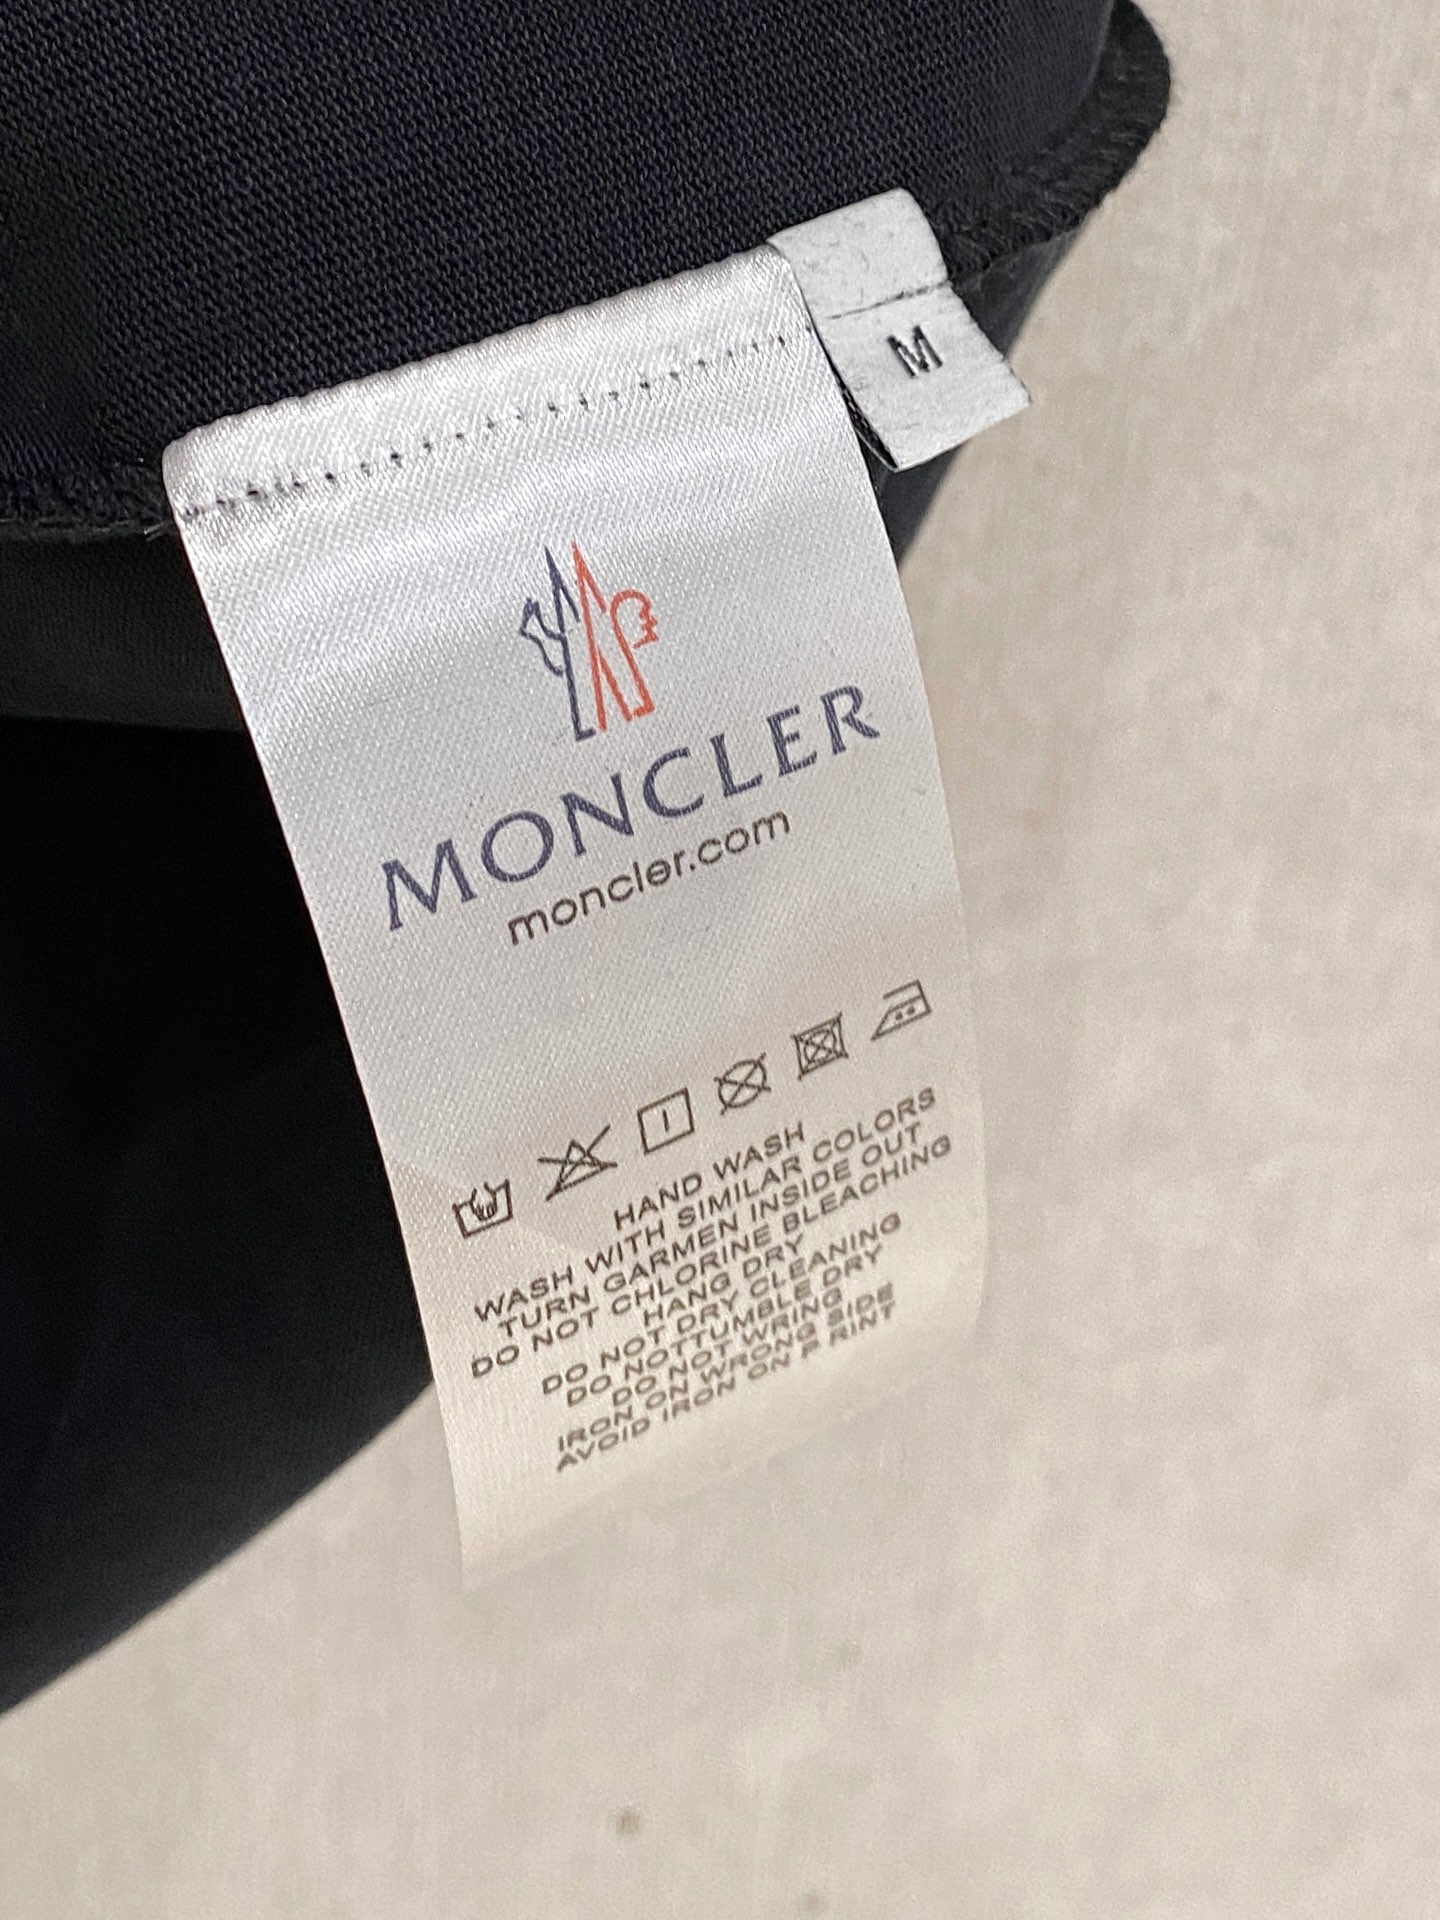 M
MONCLER
moncler.com
HAND WASH
WASH WITH SIMILAR COLORS
TURN GARMEN INSIDE OUT
DO NOT CHLORINE BLEACHING
HANG DRY
DO NOT DRY CLEANING
DO NOTTUMBLE DRY
DO NOT WRING
IRON ON WRONG SIDE
AVOID IRON ON P RINT